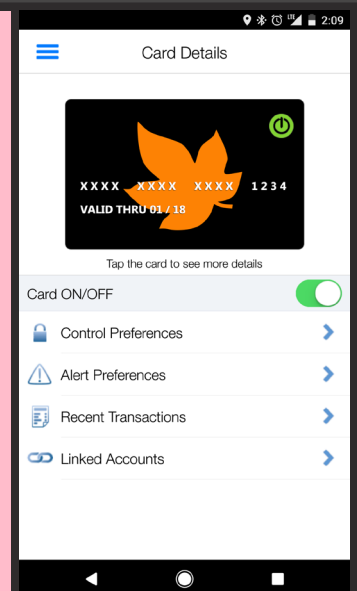 LTE 2:09
Card Details
XXXX XXXX XXXX 1234
VALID THRU 01 / 18
Tap the card to see more details
Card ON/OFF
Control Preferences
Alert Preferences
Recent Transactions
Linked Accounts